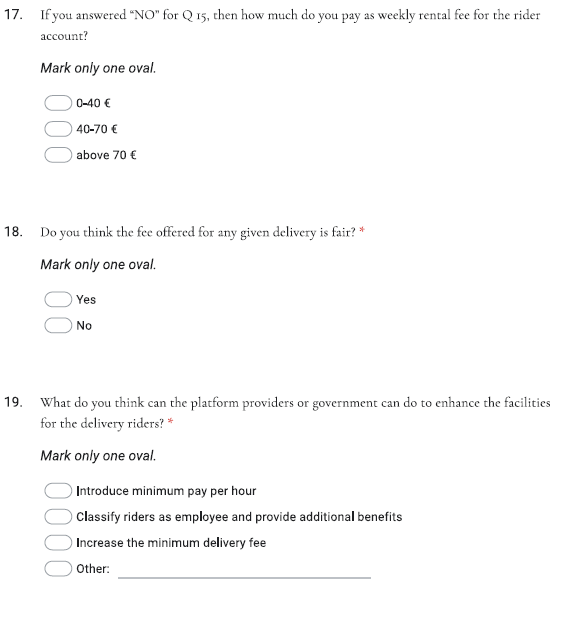 17. If you answered “NO” for Q 15, then how much do you pay as weekly rental fee for the rider
account?
Mark only one oval.
0-40 €
40-70 €
above 70 €
18. Do you think the fee offered for any given delivery is fair? *
Mark only one oval.
Yes
No
19. What do you think can the platform providers or government can do to enhance the facilities
for the delivery riders? *
Mark only one oval.
Introduce minimum pay per hour
Classify riders as employee and provide additional benefits
Increase the minimum delivery fee
Other: